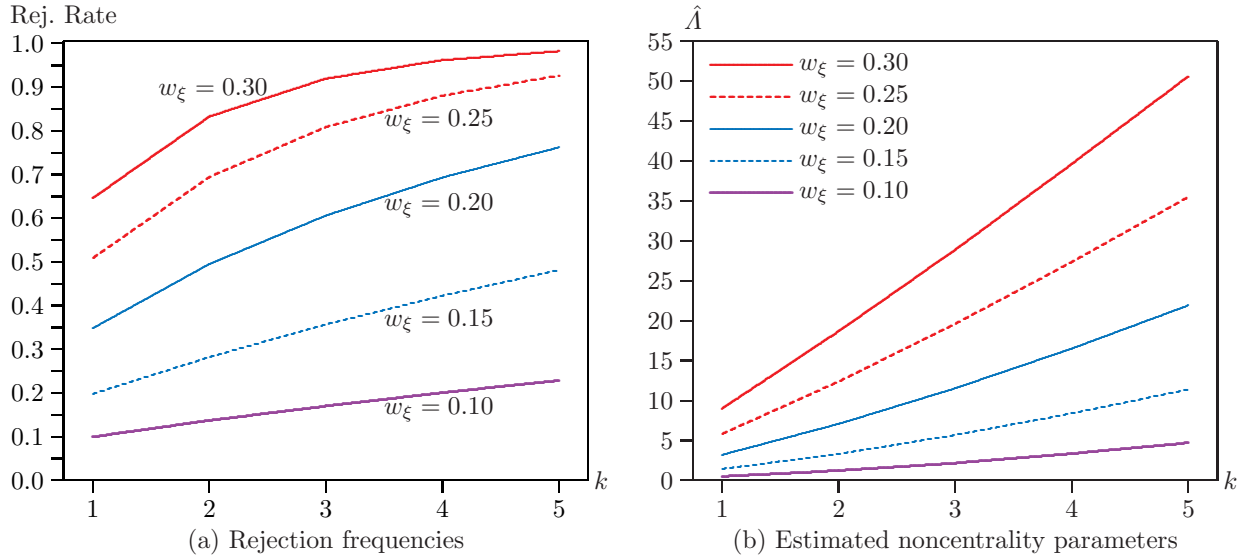 Rej. Rate
1.0
0.9
0.8
0.7
0.6
0.5
0.4
0.3
0.2
0.1
0.0
1 2 3 4 5 k
w_ξ = 0.30
w_ξ = 0.25
w_ξ = 0.20
w_ξ = 0.15
w_ξ = 0.10
(a) Rejection frequencies
Λ̂
55
50
45
40
35
30
25
20
15
10
5
0
1 2 3 4 5 k
w_ξ = 0.30
w_ξ = 0.25
w_ξ = 0.20
w_ξ = 0.15
w_ξ = 0.10
(b) Estimated noncentrality parameters